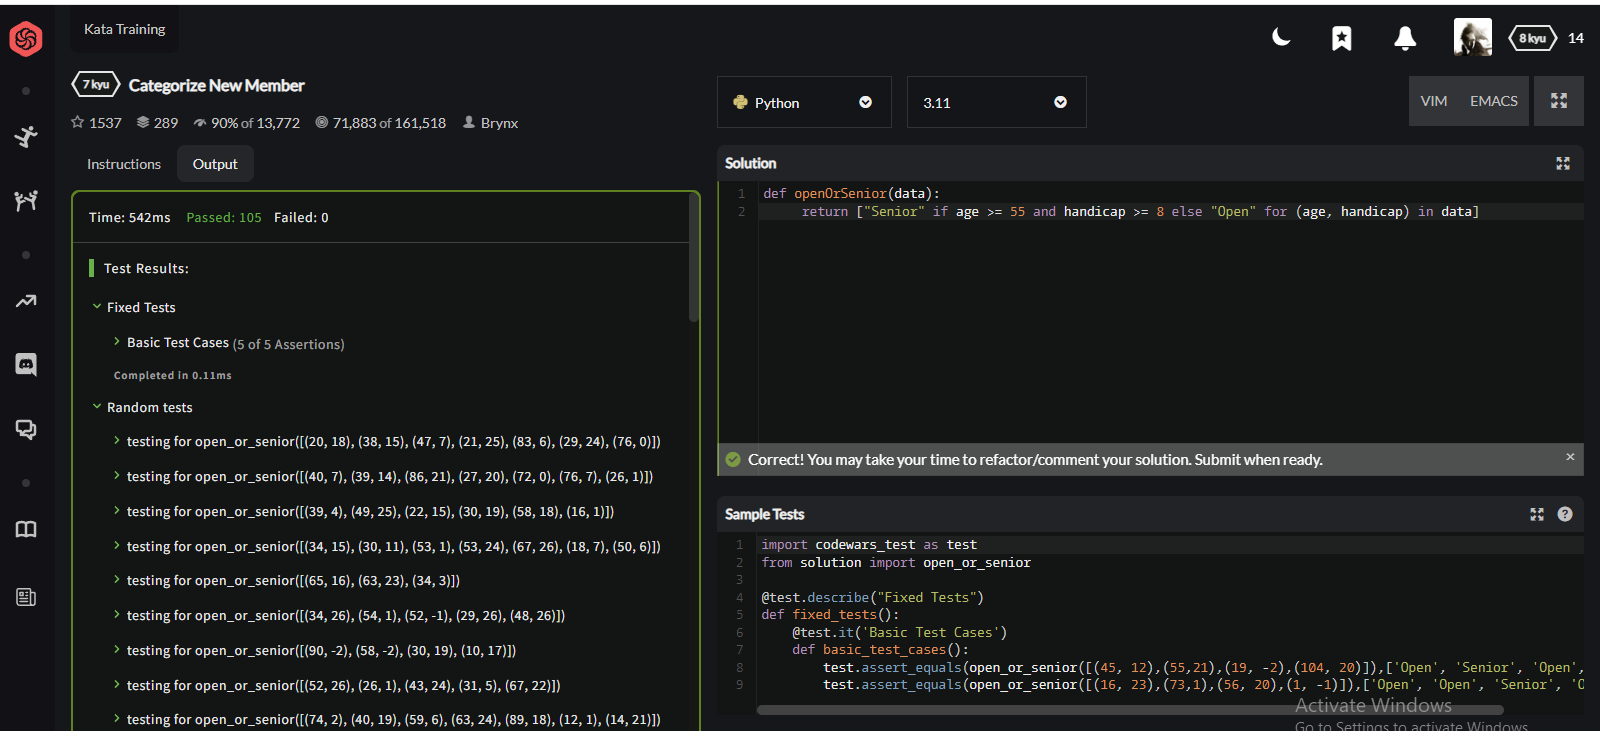 Kata Training
8 kyu 14
7 kyu Categorize New Member
1537 289 90% of 13,772 71,883 of 161,518 Brynx
Instructions Output
Time: 542ms Passed: 105 Failed: 0
Test Results:
Fixed Tests
Basic Test Cases (5 of 5 Assertions)
Completed in 0.11ms
Random tests
testing for open_or_senior([(20, 18), (38, 15), (47, 7), (21, 25), (83, 6), (29, 24), (76, 0)])
testing for open_or_senior([(40, 7), (39, 14), (86, 21), (27, 20), (72, 0), (76, 7), (26, 1)])
testing for open_or_senior([(39, 4), (49, 25), (22, 15), (30, 19), (58, 18), (16, 1)])
testing for open_or_senior([(34, 15), (30, 11), (53, 1), (53, 24), (67, 26), (18, 7), (50, 6)])
testing for open_or_senior([(65, 16), (63, 23), (34, 3)])
testing for open_or_senior([(34, 26), (54, 1), (52, -1), (29, 26), (48, 26)])
testing for open_or_senior([(90, -2), (58, -2), (30, 19), (10, 17)])
testing for open_or_senior([(52, 26), (26, 1), (43, 24), (31, 5), (67, 22)])
testing for open_or_senior([(74, 2), (40, 19), (59, 6), (63, 24), (89, 18), (12, 1), (14, 21)])
Python 3.11 VIM EMACS
Solution
1 def openOrSenior(data):
2 return ["Senior" if age >= 55 and handicap >= 8 else "Open" for (age, handicap) in data]
Correct! You may take your time to refactor/comment your solution. Submit when ready. ×
Sample Tests ?
1 import codewars_test as test
2 from solution import open_or_senior
3
4 @test.describe("Fixed Tests")
5 def fixed_tests():
6 @test.it('Basic Test Cases')
7 def basic_test_cases():
8 test.assert_equals(open_or_senior([(45, 12),(55,21),(19, -2),(104, 20)]),['Open', 'Senior', 'Open',
9 test.assert_equals(open_or_senior([(16, 23),(73,1),(56, 20),(1, -1)]),['Open', 'Open', 'Senior', 'O
Activate Windows
Go to Settings to activate Windows.